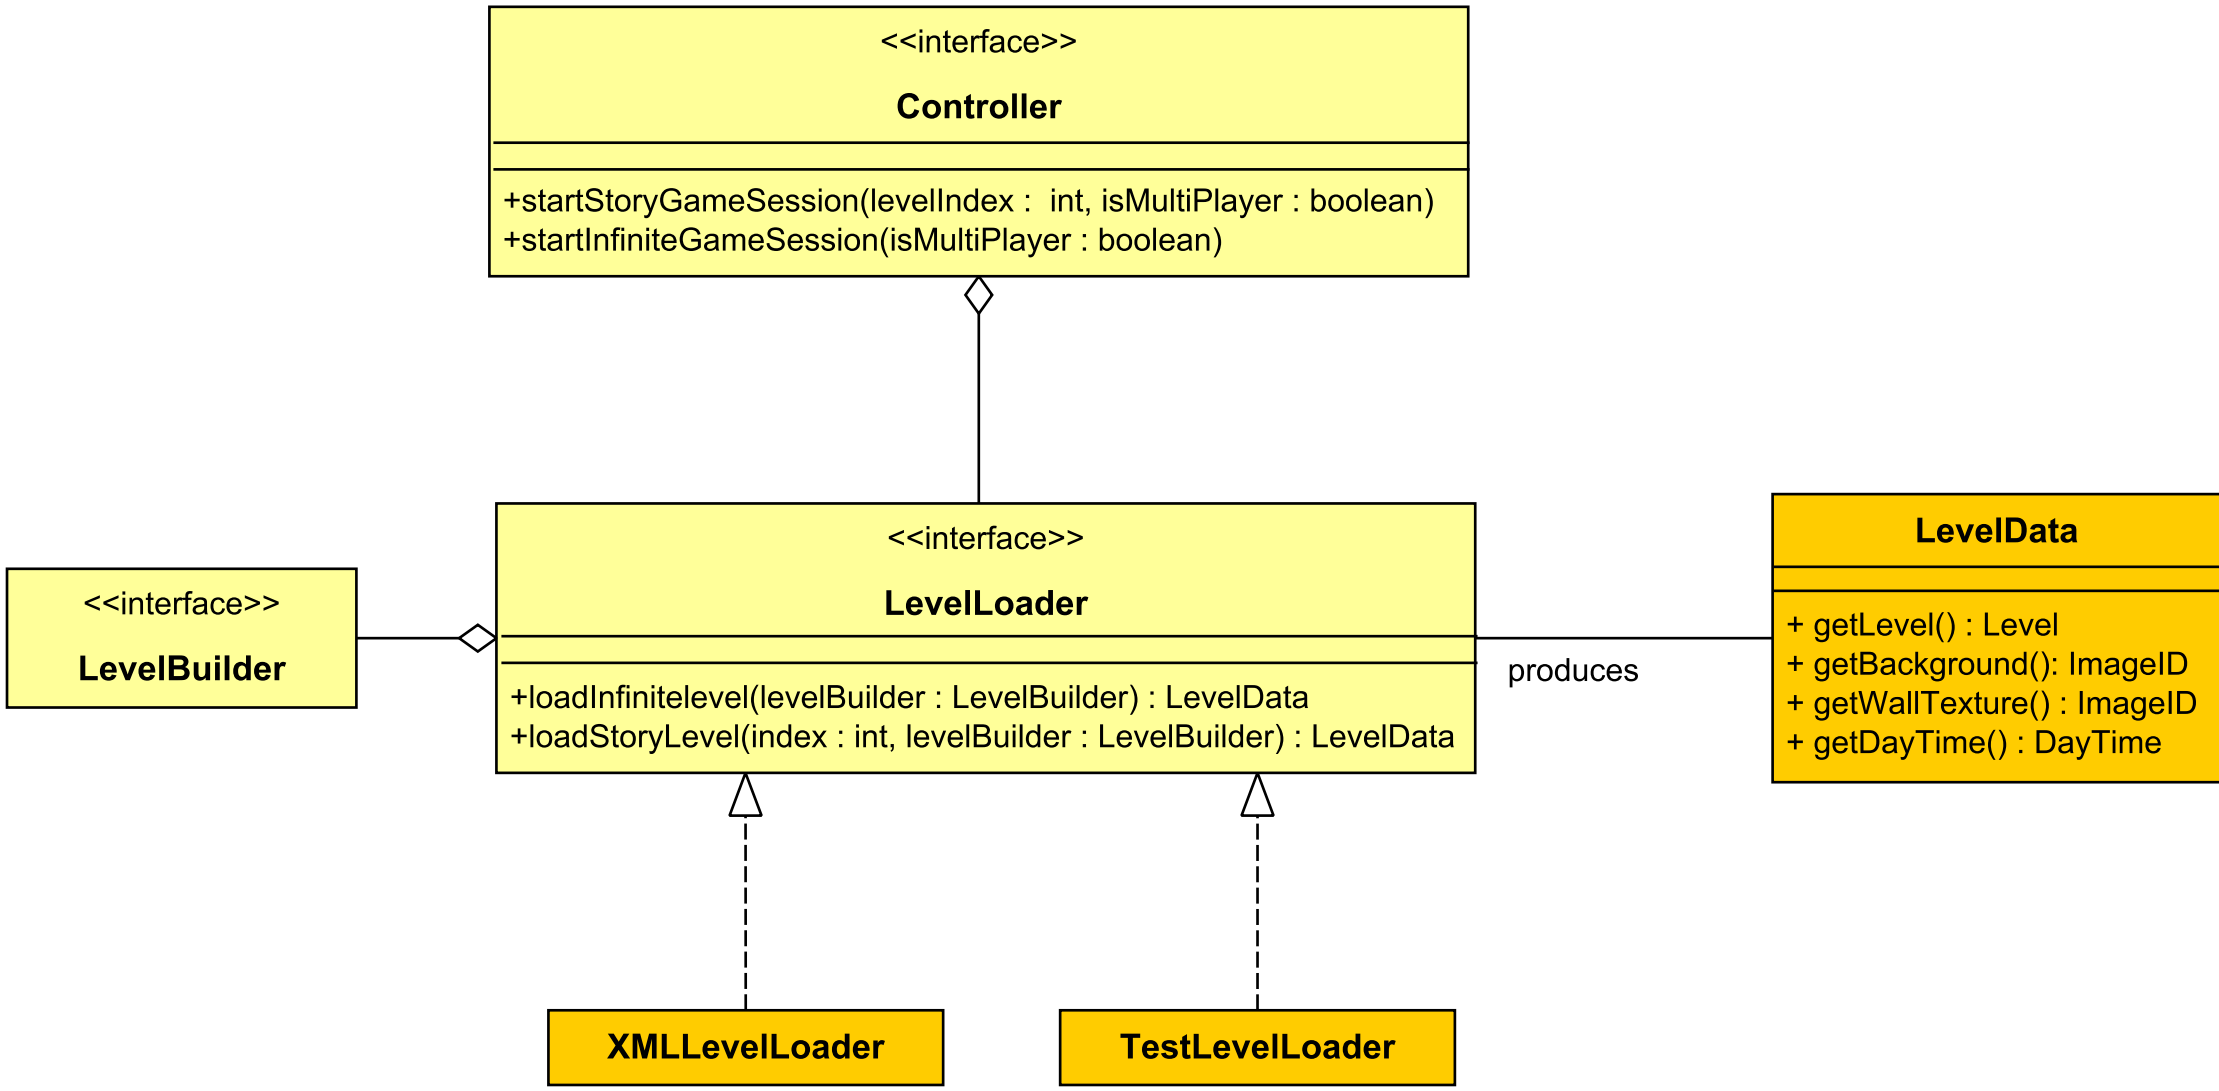 <<interface>>
Controller
+startStoryGameSession(levelIndex :  int, isMultiPlayer : boolean)
+startInfiniteGameSession(isMultiPlayer : boolean)
<<interface>>
LevelBuilder
<<interface>>
LevelLoader
+loadInfinitelevel(levelBuilder : LevelBuilder) : LevelData
+loadStoryLevel(index : int, levelBuilder : LevelBuilder) : LevelData
produces
LevelData
+ getLevel() : Level
+ getBackground(): ImageID
+ getWallTexture() : ImageID
+ getDayTime() : DayTime
XMLLevelLoader
TestLevelLoader